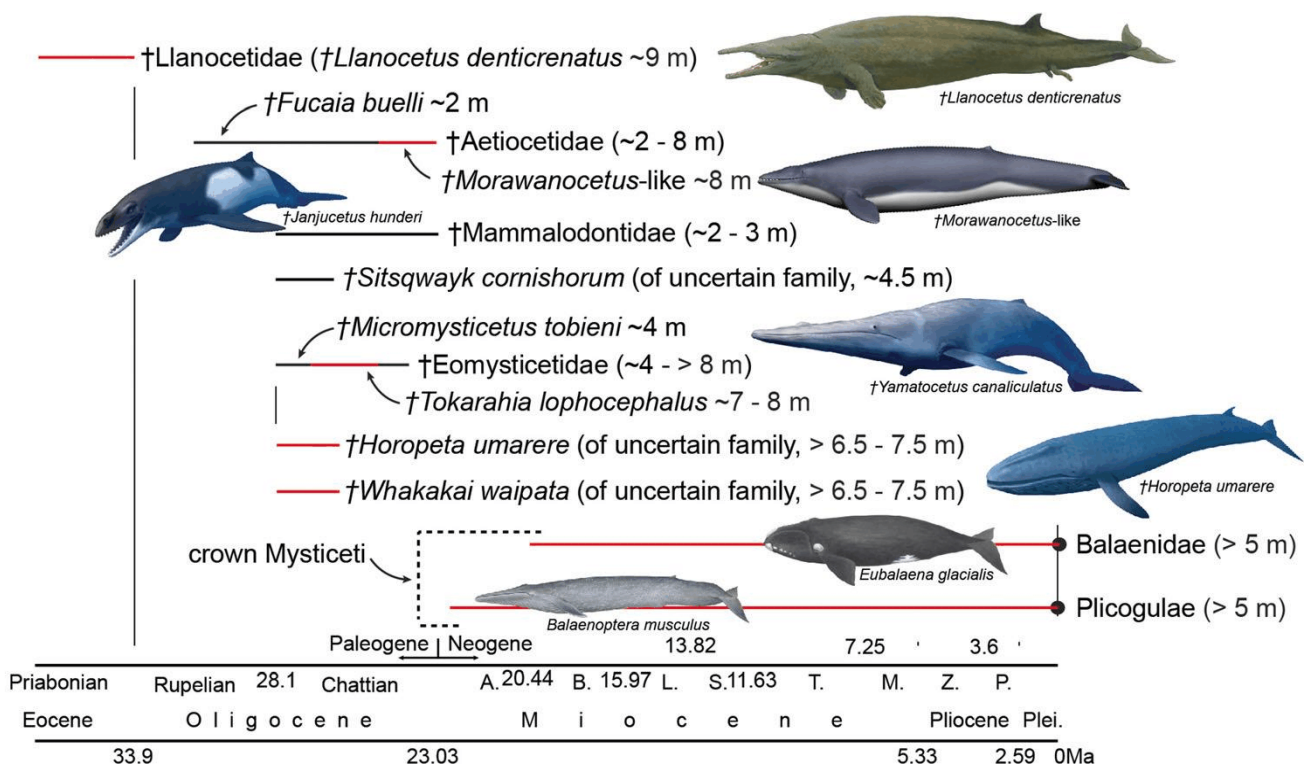 †Llanocetidae (†Llanocetus denticrenatus ~9 m)
†Llanocetus denticrenatus
†Fucaia buelli ~2 m
†Aetiocetidae (~2 - 8 m)
†Morawanocetus-like ~8 m
†Morawanocetus-like
†Janjucetus hunderi
†Mammalodontidae (~2 - 3 m)
†Sitsqwayk cornishorum (of uncertain family, ~4.5 m)
†Micromysticetus tobieni ~4 m
†Eomysticetidae (~4 - > 8 m)
†Yamatocetus canaliculatus
†Tokarahia lophocephalus ~7 - 8 m
†Horopeta umarere (of uncertain family, > 6.5 - 7.5 m)
†Horopeta umarere
†Whakakai waipata (of uncertain family, > 6.5 - 7.5 m)
crown Mysticeti
Balaenidae (> 5 m)
Eubalaena glacialis
Plicogulae (> 5 m)
Balaenoptera musculus
Paleogene Neogene 13.82 7.25 3.6 '
Priabonian Rupelian 28.1 Chattian A. 20.44 B. 15.97 L. S. 11.63 T. M. Z. P.
Eocene Oligocene Miocene Pliocene Plei.
33.9 23.03 5.33 2.59 0Ma